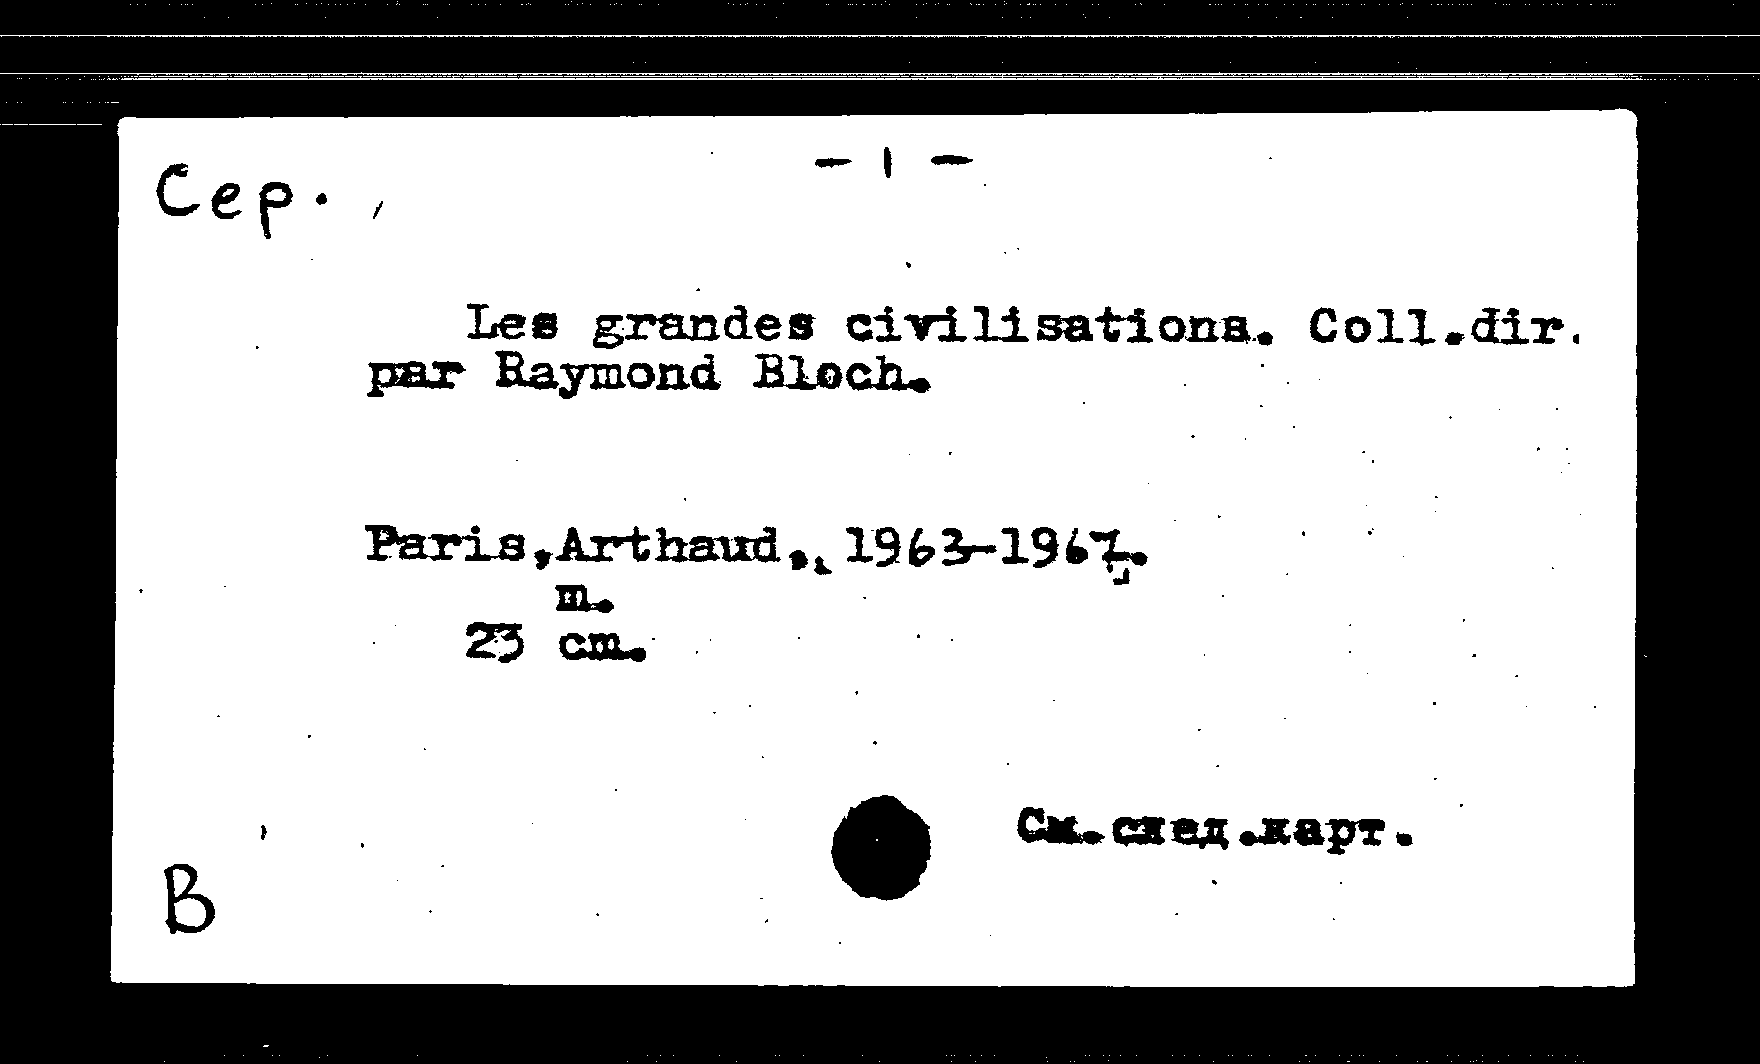 - 1 -
Сер.
Les grandes civilisations. Coll.dir.
par Raymond Bloch.
Paris, Arthaud., 1963-1967.
m.
23 cm.
См.след.карт.
В